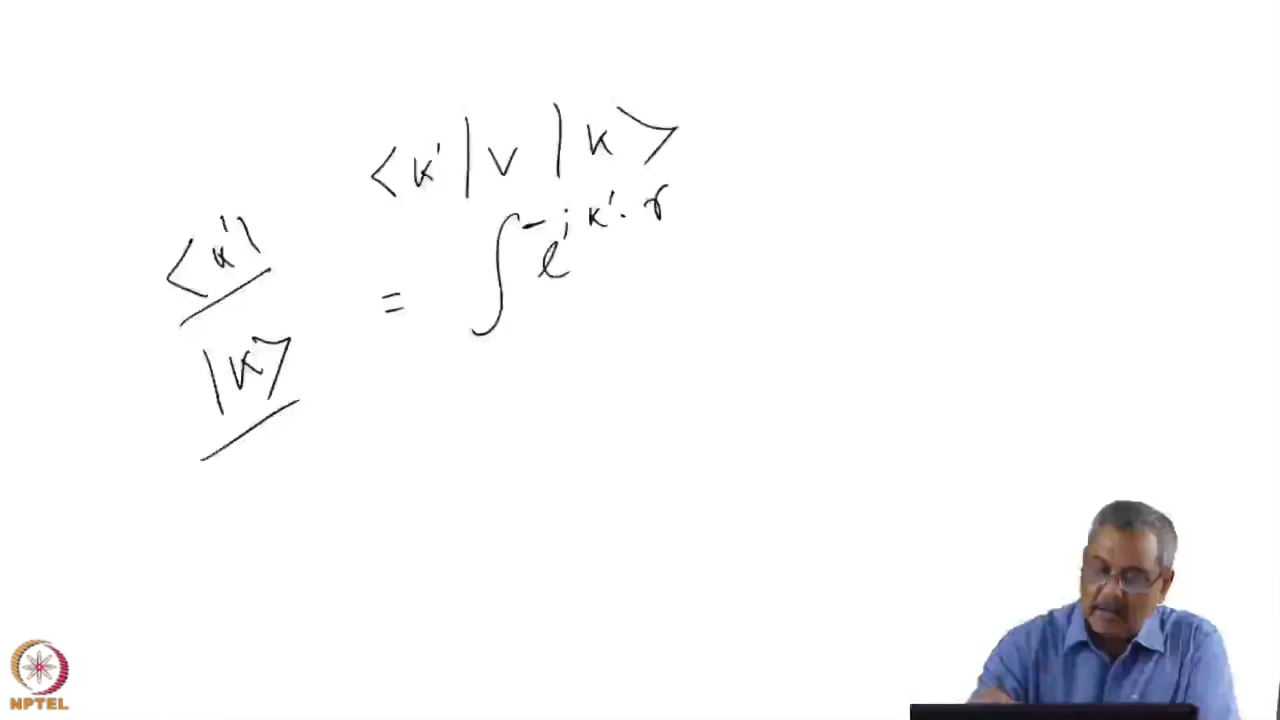 <k'|v|k>
<k'|
= ∫ e^{-ik'·r}
|k>
NPTEL